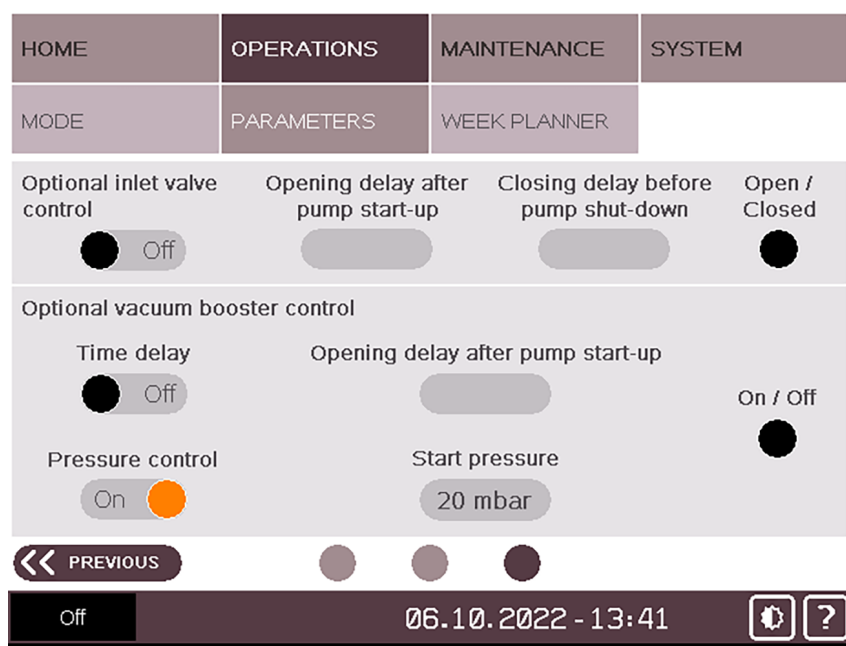 HOME OPERATIONS MAINTENANCE SYSTEM
MODE PARAMETERS WEEK PLANNER
Optional inlet valve control
Opening delay after pump start-up
Closing delay before pump shut-down
Open / Closed
Off
Optional vacuum booster control
Time delay
Opening delay after pump start-up
Off
On / Off
Pressure control
Start pressure
On
20 mbar
PREVIOUS
Off
06.10.2022 - 13:41
?